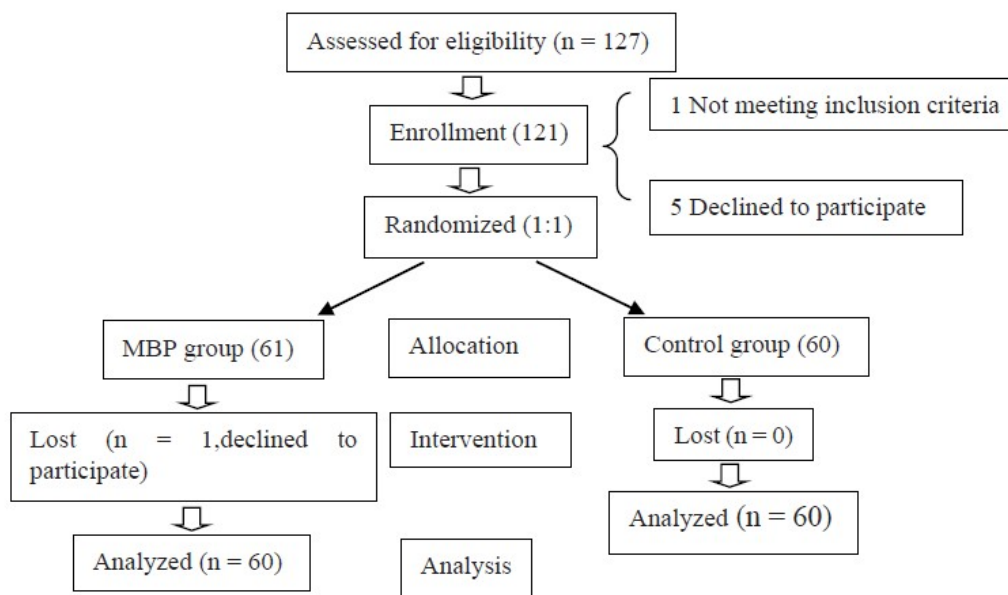 Assessed for eligibility (n = 127)
1 Not meeting inclusion criteria
Enrollment (121)
5 Declined to participate
Randomized (1:1)
MBP group (61)
Allocation
Control group (60)
Lost (n = 1,declined to
participate)
Intervention
Lost (n = 0)
Analyzed (n = 60)
Analysis
Analyzed (n = 60)